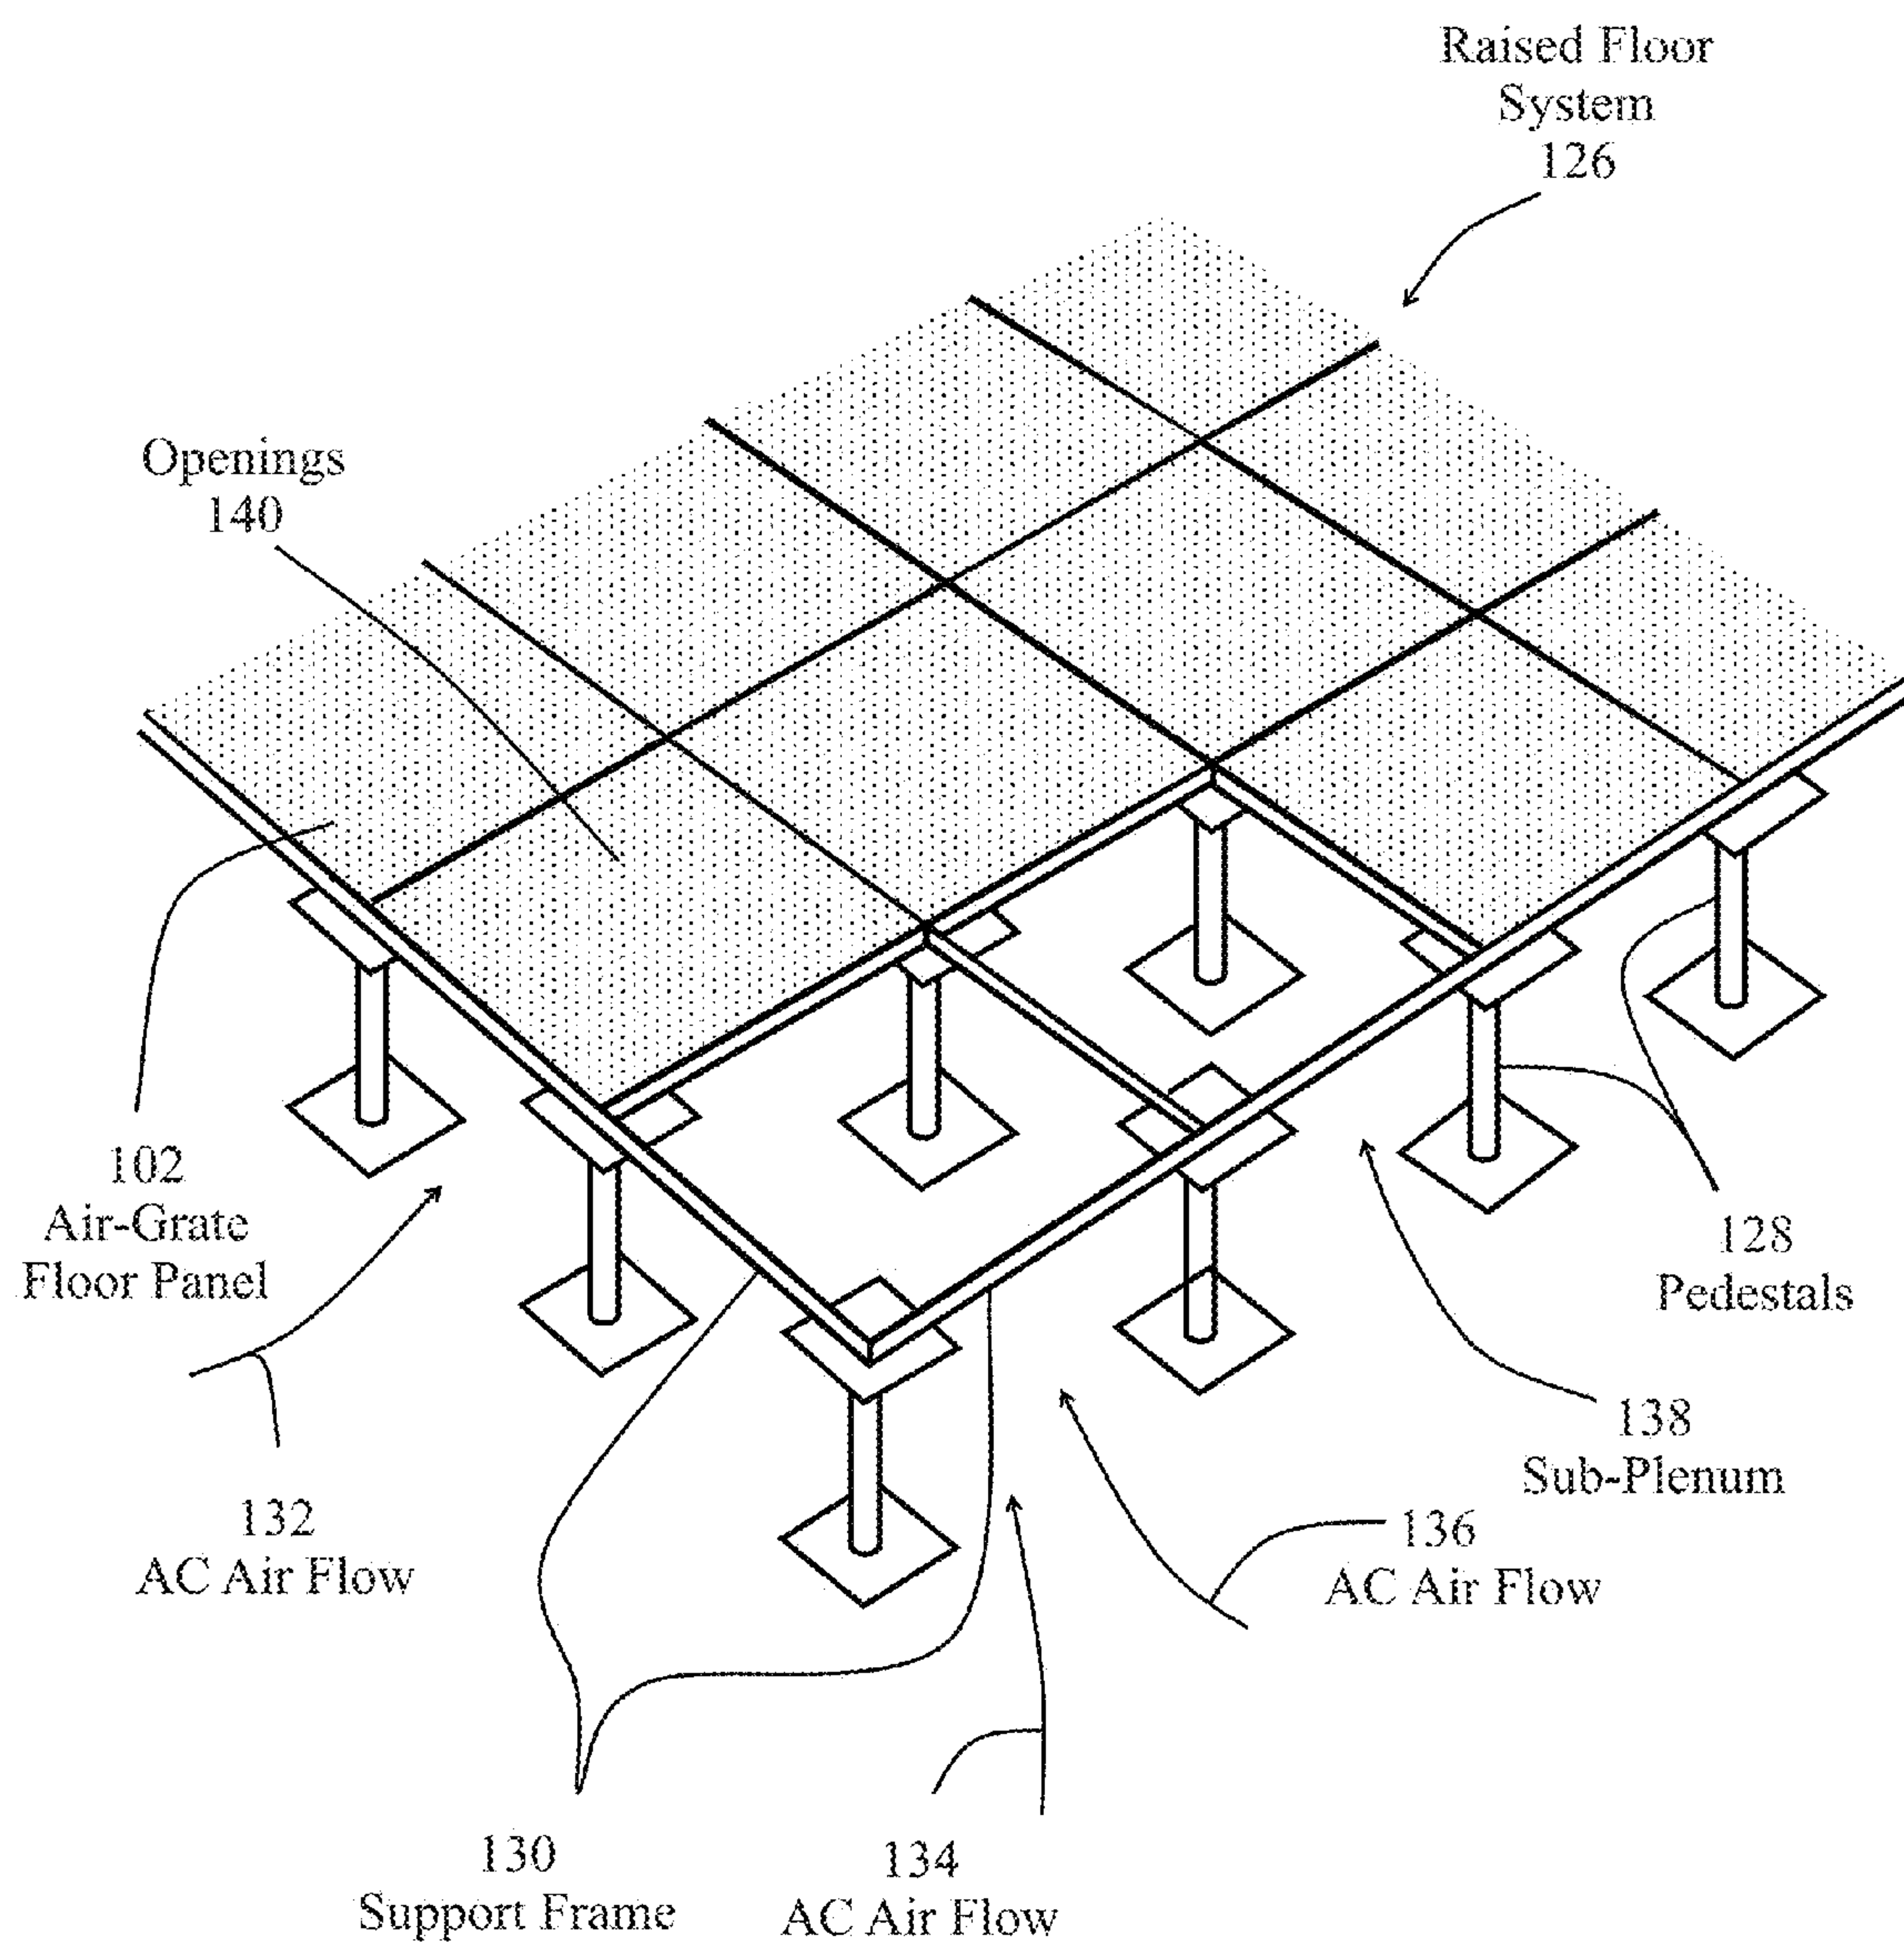 Raised Floor
System
126
Openings
140
102
Air-Grate
Floor Panel
128
Pedestals
138
Sub-Plenum
132
AC Air Flow
136
AC Air Flow
130
Support Frame
134
AC Air Flow